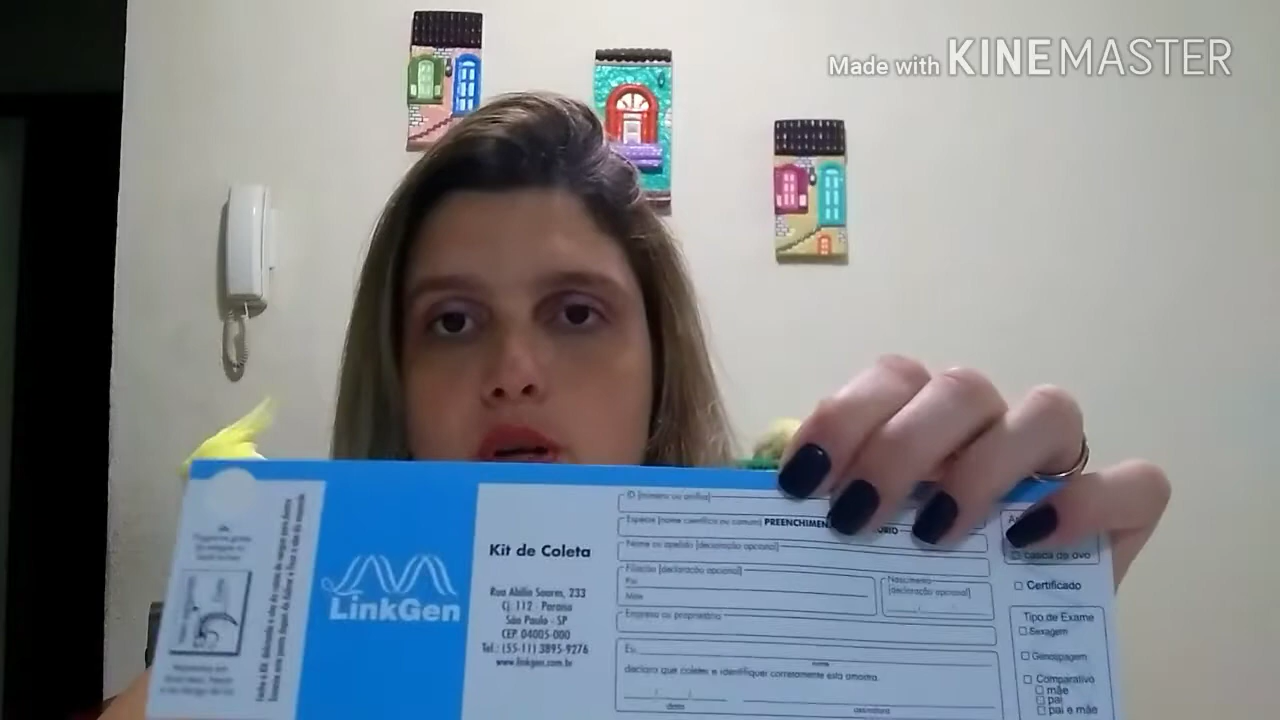 Made with KINEMASTER
LinkGen
Kit de Coleta
Rua Abílio Soares, 233
Cj. 112 - Paraíso
São Paulo - SP
CEP. 04005-000
Tel.: (55-11) 3895-9276
www.linkgen.com.br
ID (número ou anilha)
Espécie (nome científico ou comum) PREENCHIMEN
Nome ou apelido (declaração opcional)
Filiação (declaração opcional)
Pai
Mãe
Nascimento
(declaração opcional)
Empresa ou proprietário
Eu,
nome
declaro que coletei e identifiquei corretamente esta amostra.
data
assinatura
casca de ovo
Certificado
Tipo de Exame
Sexagem
Genotipagem
Comparativo
mãe
pai
pai e mãe